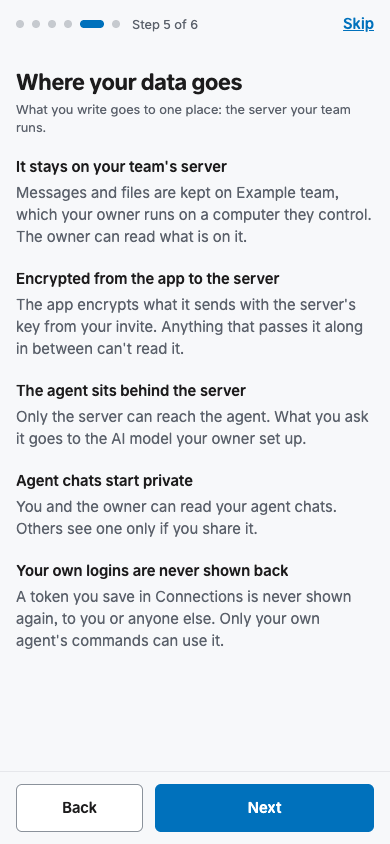 Step 5 of 6
Skip
Where your data goes
What you write goes to one place: the server your team
runs.
It stays on your team's server
Messages and files are kept on Example team,
which your owner runs on a computer they control.
The owner can read what is on it.
Encrypted from the app to the server
The app encrypts what it sends with the server's
key from your invite. Anything that passes it along
in between can't read it.
The agent sits behind the server
Only the server can reach the agent. What you ask
it goes to the AI model your owner set up.
Agent chats start private
You and the owner can read your agent chats.
Others see one only if you share it.
Your own logins are never shown back
A token you save in Connections is never shown
again, to you or anyone else. Only your own
agent's commands can use it.
Back
Next